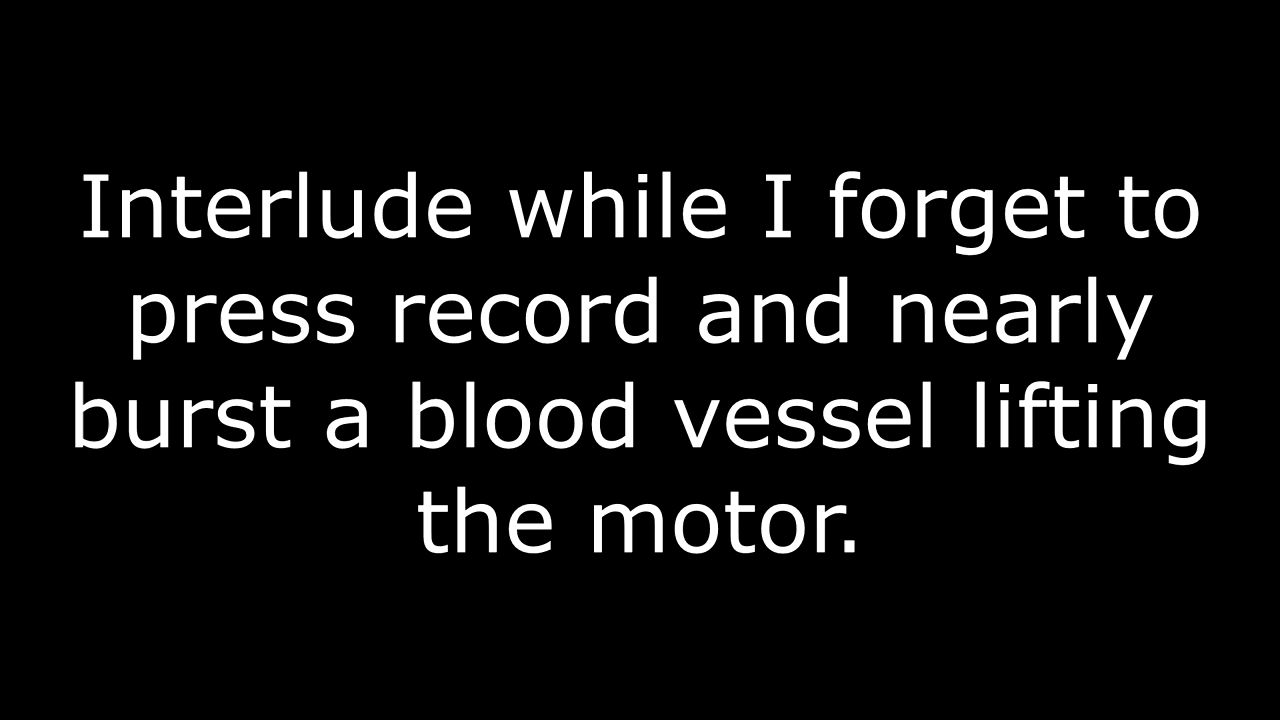 Interlude while I forget to
press record and nearly
burst a blood vessel lifting
the motor.